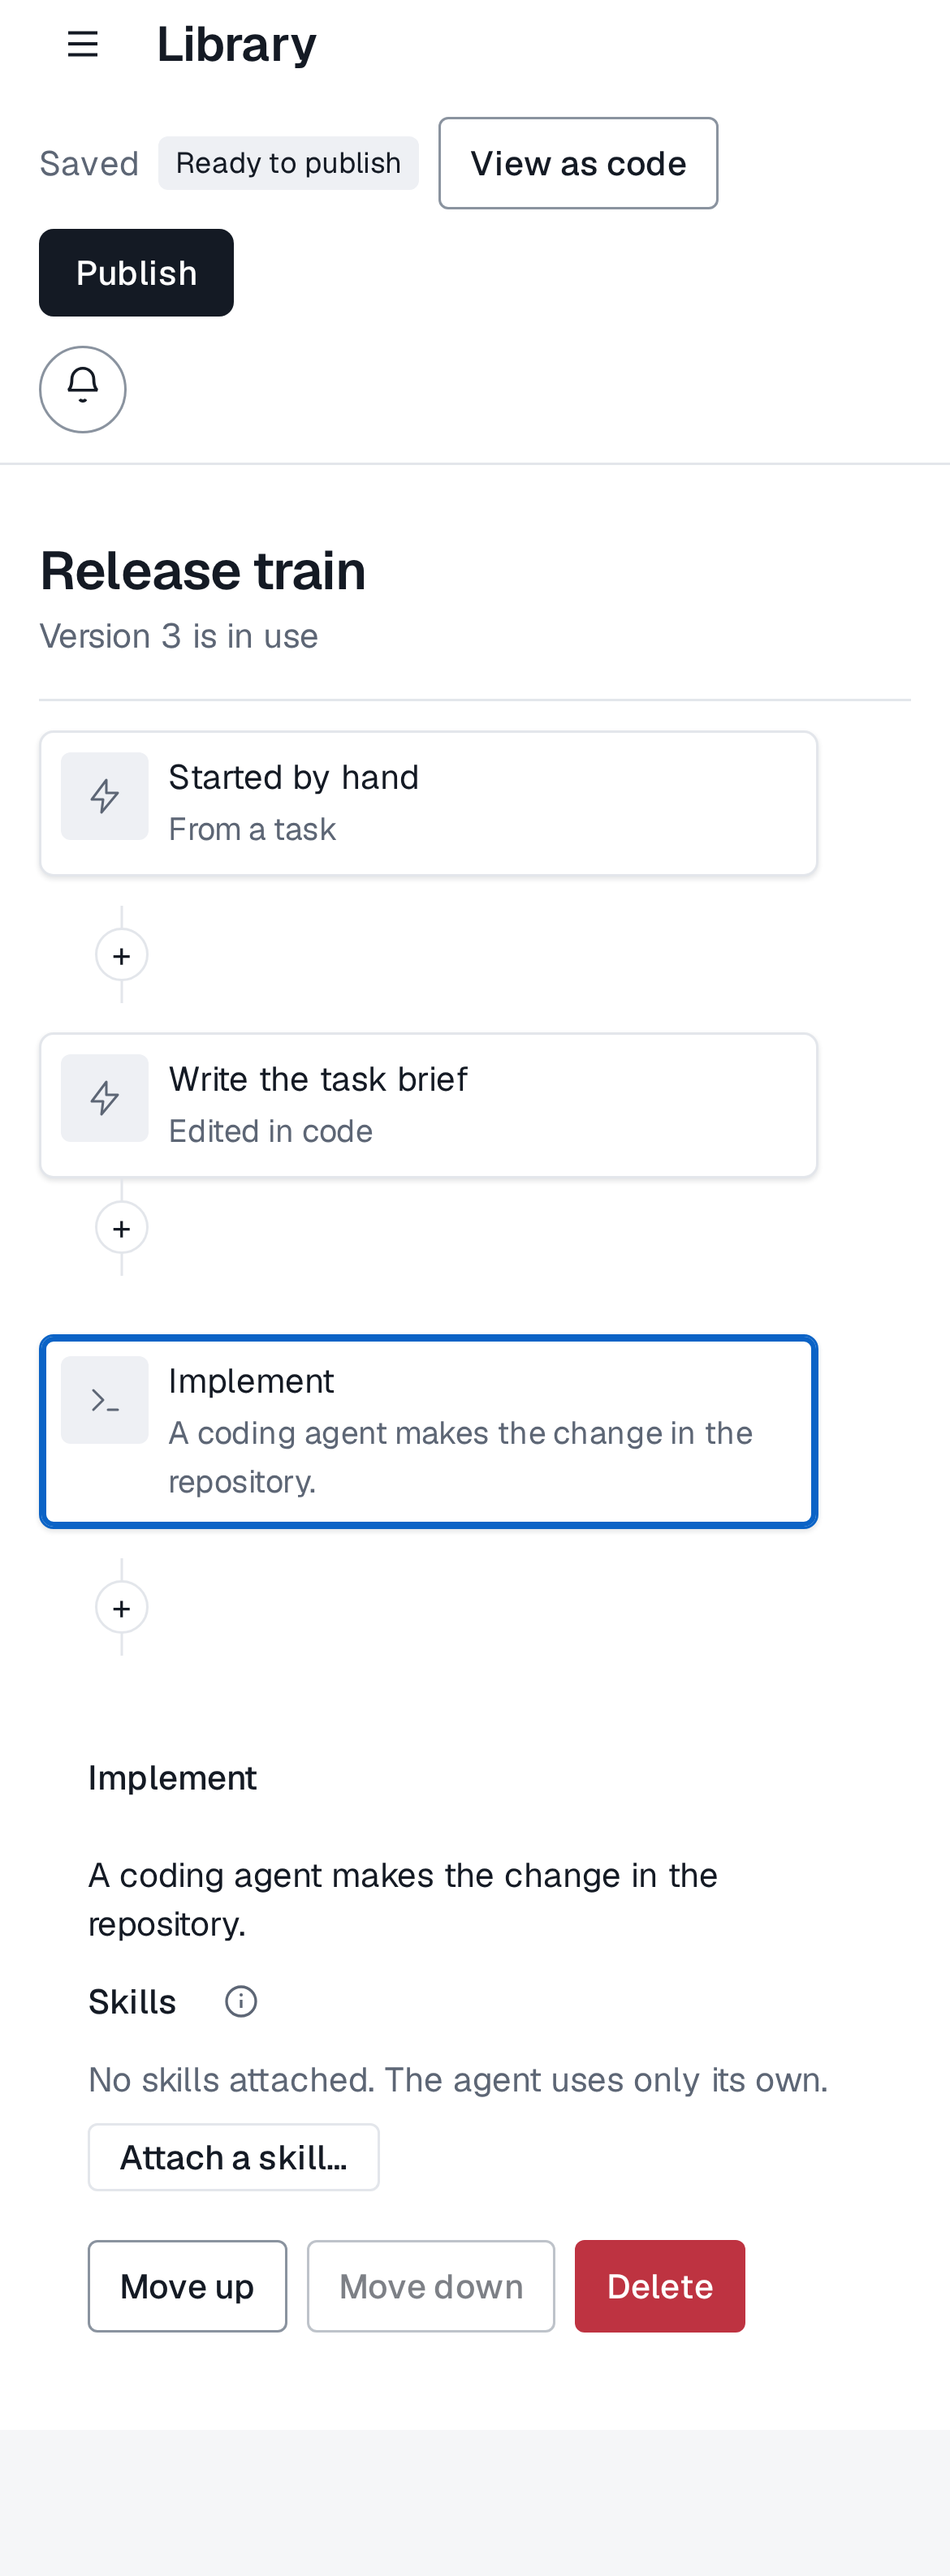 Library
Saved
Ready to publish
View as code
Publish
Release train
Version 3 is in use
Started by hand
From a task
+
Write the task brief
Edited in code
+
Implement
A coding agent makes the change in the
repository.
+
Implement
A coding agent makes the change in the
repository.
Skills
No skills attached. The agent uses only its own.
Attach a skill...
Move up
Move down
Delete